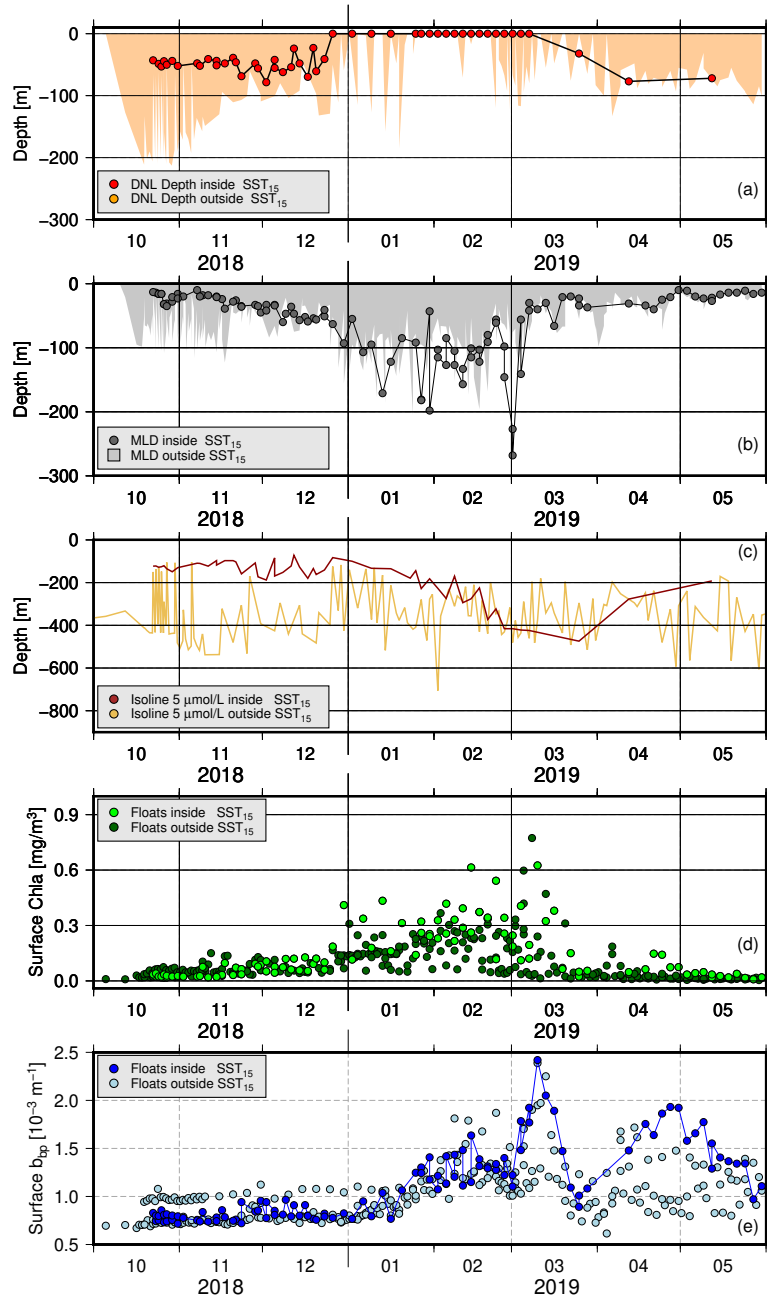 0
−100
−200
−300
Depth [m]
DNL Depth inside SST15
DNL Depth outside SST15
(a)
10 11 12 01 02 03 04 05
2018 2019
0
−100
−200
−300
Depth [m]
MLD inside SST15
MLD outside SST15
(b)
10 11 12 01 02 03 04 05
2018 2019
(c)
0
−200
−400
−600
−800
Depth [m]
Isoline 5 µmol/L inside SST15
Isoline 5 µmol/L outside SST15
10 11 12 01 02 03 04 05
2018 2019
0.9
0.6
0.3
0.0
Surface Chla [mg/m³]
Floats inside SST15
Floats outside SST15
(d)
10 11 12 01 02 03 04 05
2018 2019
2.5
2.0
1.5
1.0
0.5
Surface bbp [10⁻³ m⁻¹]
Floats inside SST15
Floats outside SST15
(e)
10 11 12 01 02 03 04 05
2018 2019